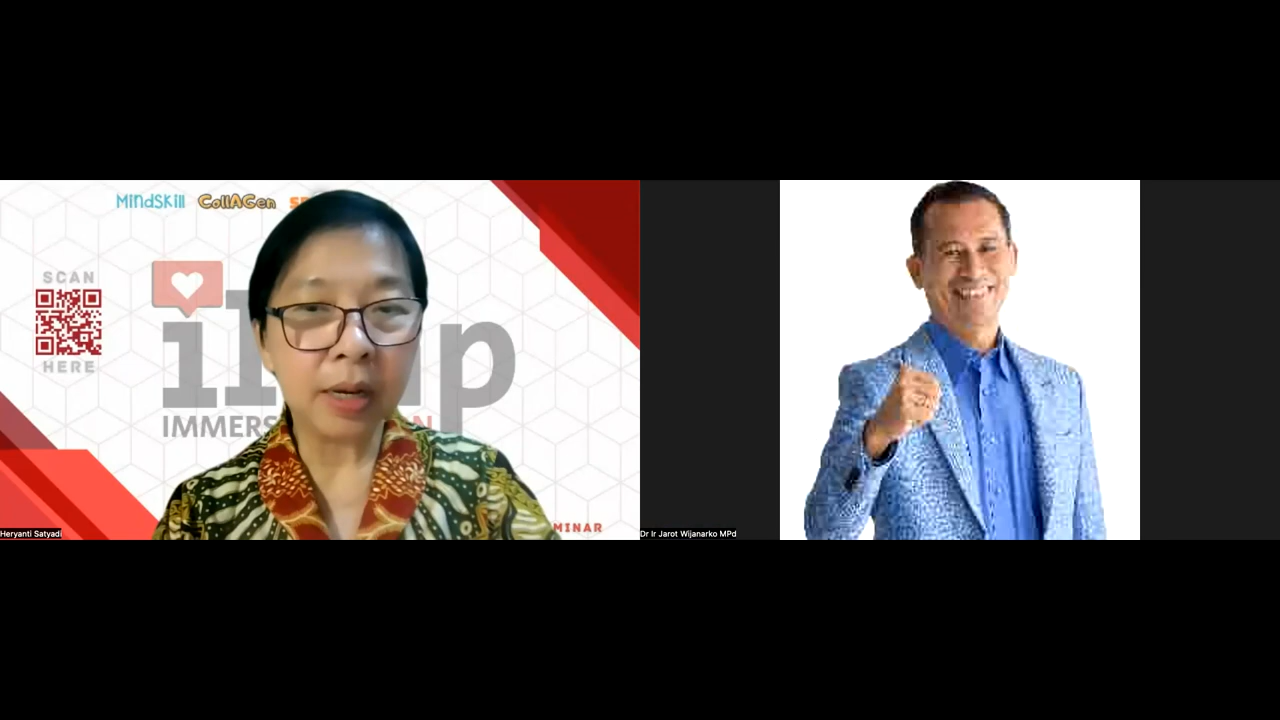 MindSkill CollAGen
SCAN
HERE
IMMERS
MINAR
Heryanti Satyadi
Dr Ir Jarot Wijanarko MPd